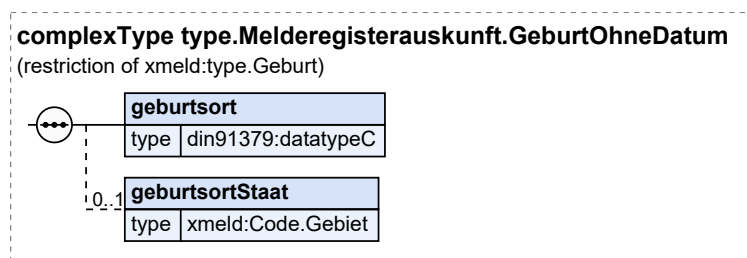 complexType type.Melderegisterauskunft.GeburtOhneDatum
(restriction of xmeld:type.Geburt)
geburtsort
type din91379:datatypeC
0..1 geburtsortStaat
type xmeld:Code.Gebiet